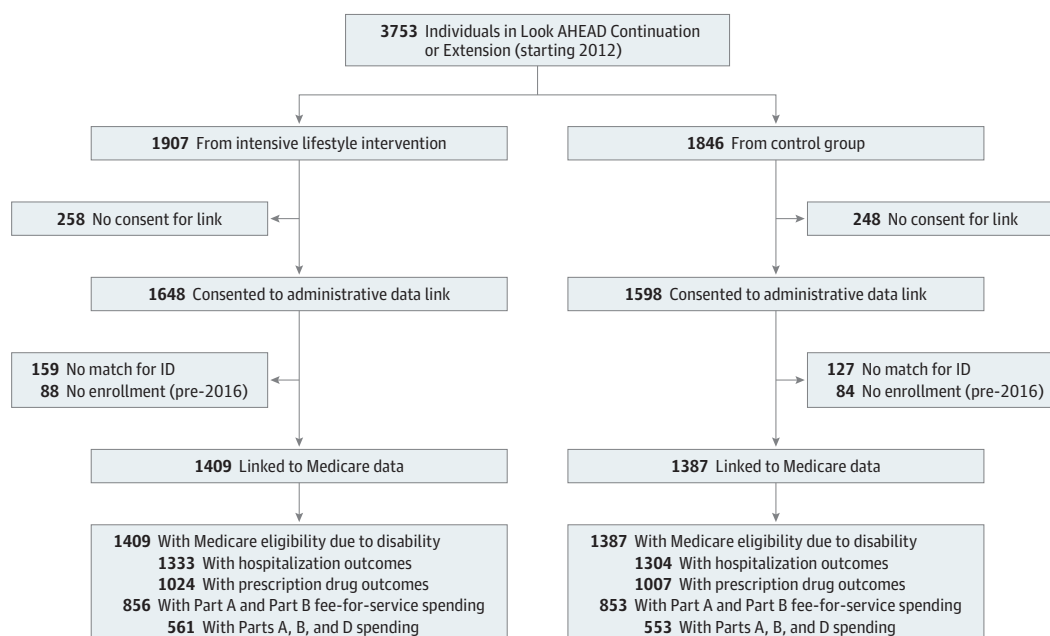 3753 Individuals in Look AHEAD Continuation
or Extension (starting 2012)
1907 From intensive lifestyle intervention
1846 From control group
258 No consent for link
248 No consent for link
1648 Consented to administrative data link
1598 Consented to administrative data link
159 No match for ID
88 No enrollment (pre-2016)
127 No match for ID
84 No enrollment (pre-2016)
1409 Linked to Medicare data
1387 Linked to Medicare data
1409 With Medicare eligibility due to disability
1333 With hospitalization outcomes
1024 With prescription drug outcomes
856 With Part A and Part B fee-for-service spending
561 With Parts A, B, and D spending
1387 With Medicare eligibility due to disability
1304 With hospitalization outcomes
1007 With prescription drug outcomes
853 With Part A and Part B fee-for-service spending
553 With Parts A, B, and D spending